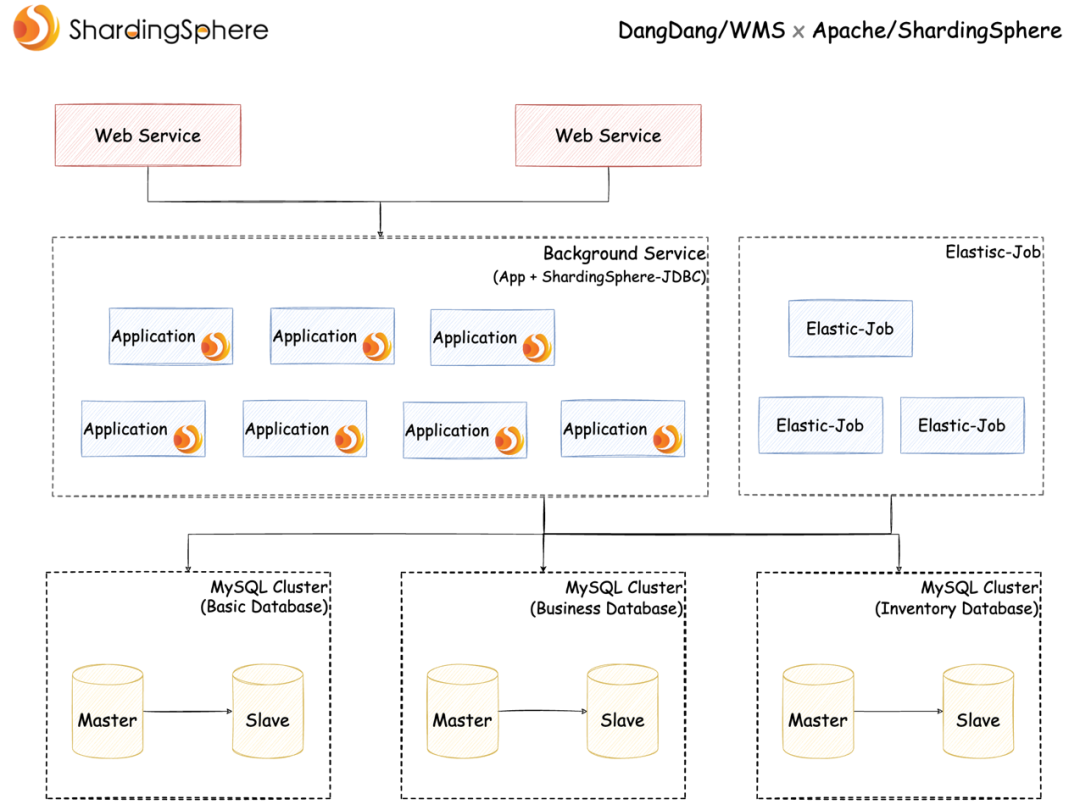 ShardingSphere
DangDang/WMS x Apache/ShardingSphere
Web Service
Web Service
Background Service
(App + ShardingSphere-JDBC)
Elastisc-Job
Application
Application
Application
Elastic-Job
Application
Application
Application
Application
Elastic-Job
Elastic-Job
MySQL Cluster
(Basic Database)
MySQL Cluster
(Business Database)
MySQL Cluster
(Inventory Database)
Master
Slave
Master
Slave
Master
Slave